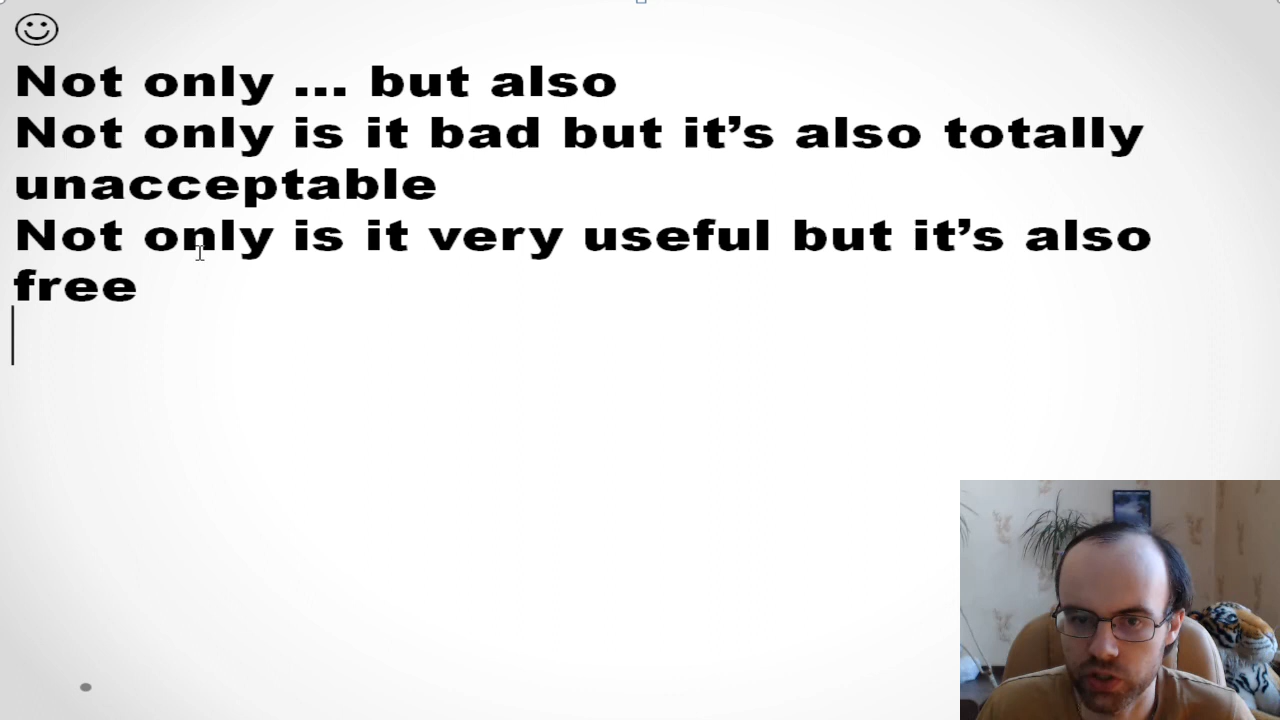 Not only ... but also
Not only is it bad but it’s also totally
unacceptable
Not only is it very useful but it’s also
free